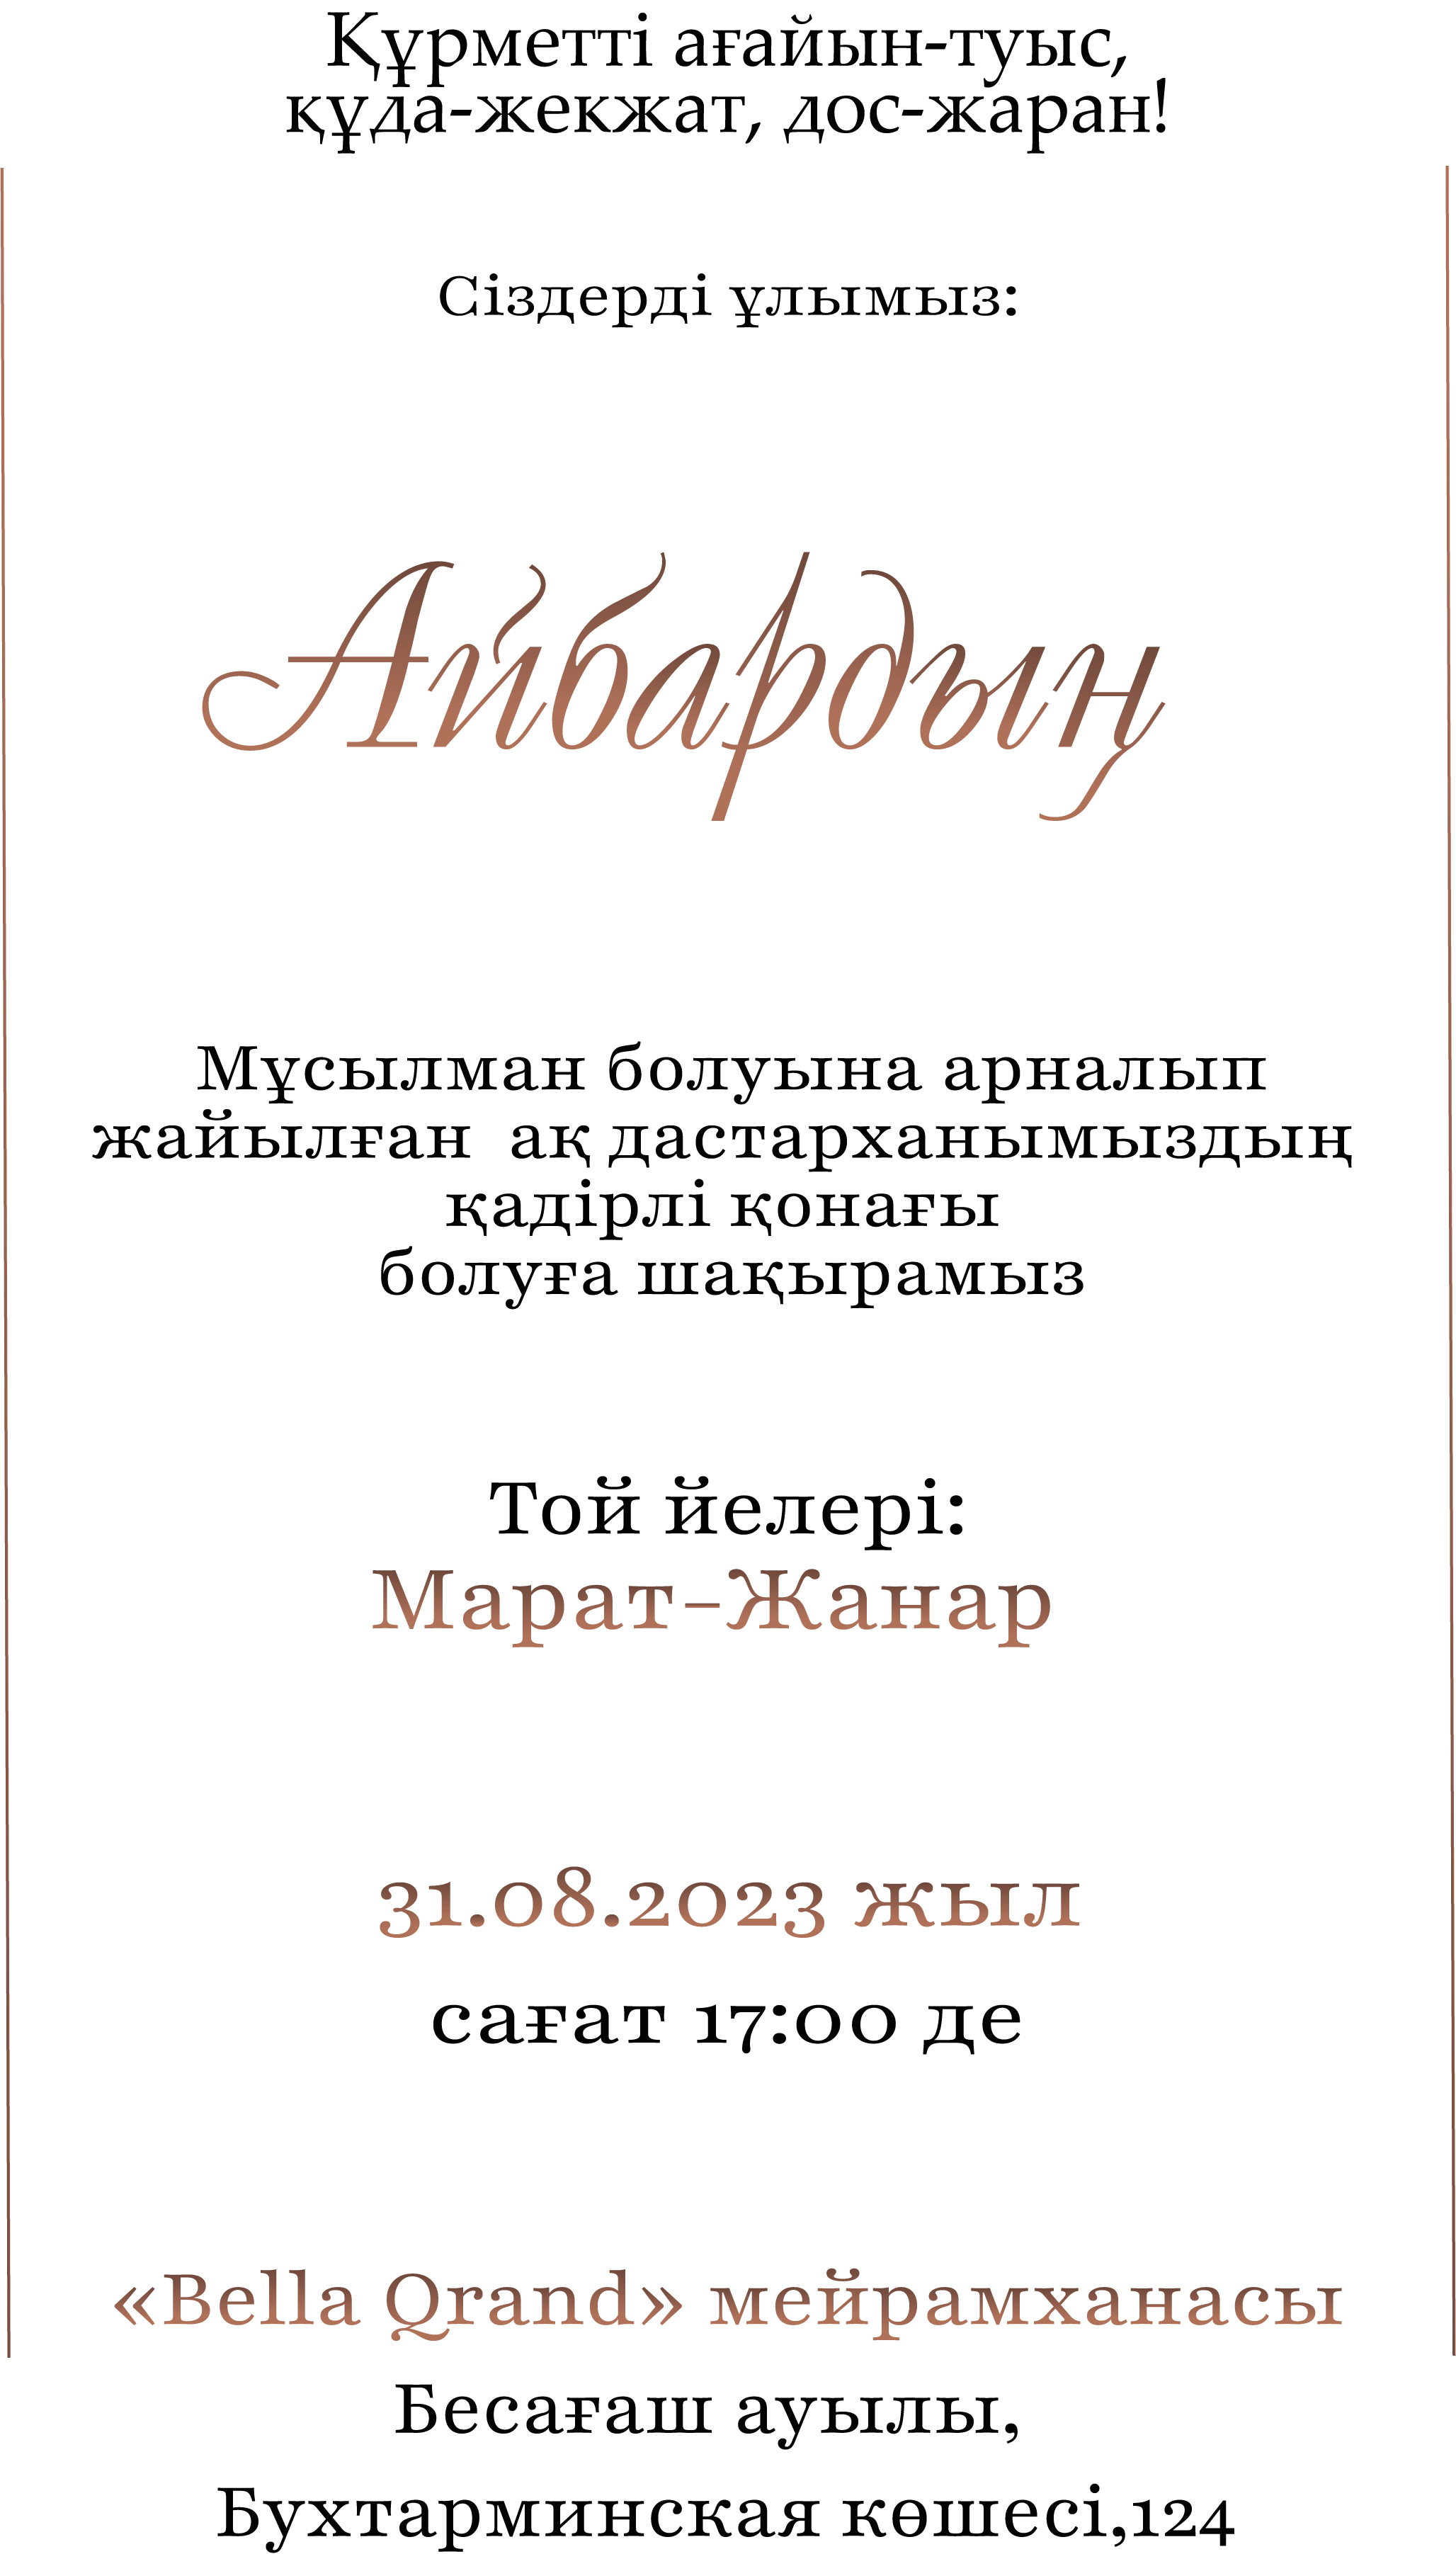 Құрметті ағайын-туыс,
құда-жекжат, дос-жаран!
Сіздерді ұлымыз:
Айбардың
Мұсылман болуына арналып
жайылған ақ дастарханымыздың
қадірлі қонағы
болуға шақырамыз
Той йелері:
Марат-Жанар
31.08.2023 жыл
сағат 17:00 де
«Bella Qrand» мейрамханасы
Бесағаш ауылы,
Бухтарминская көшесі,124